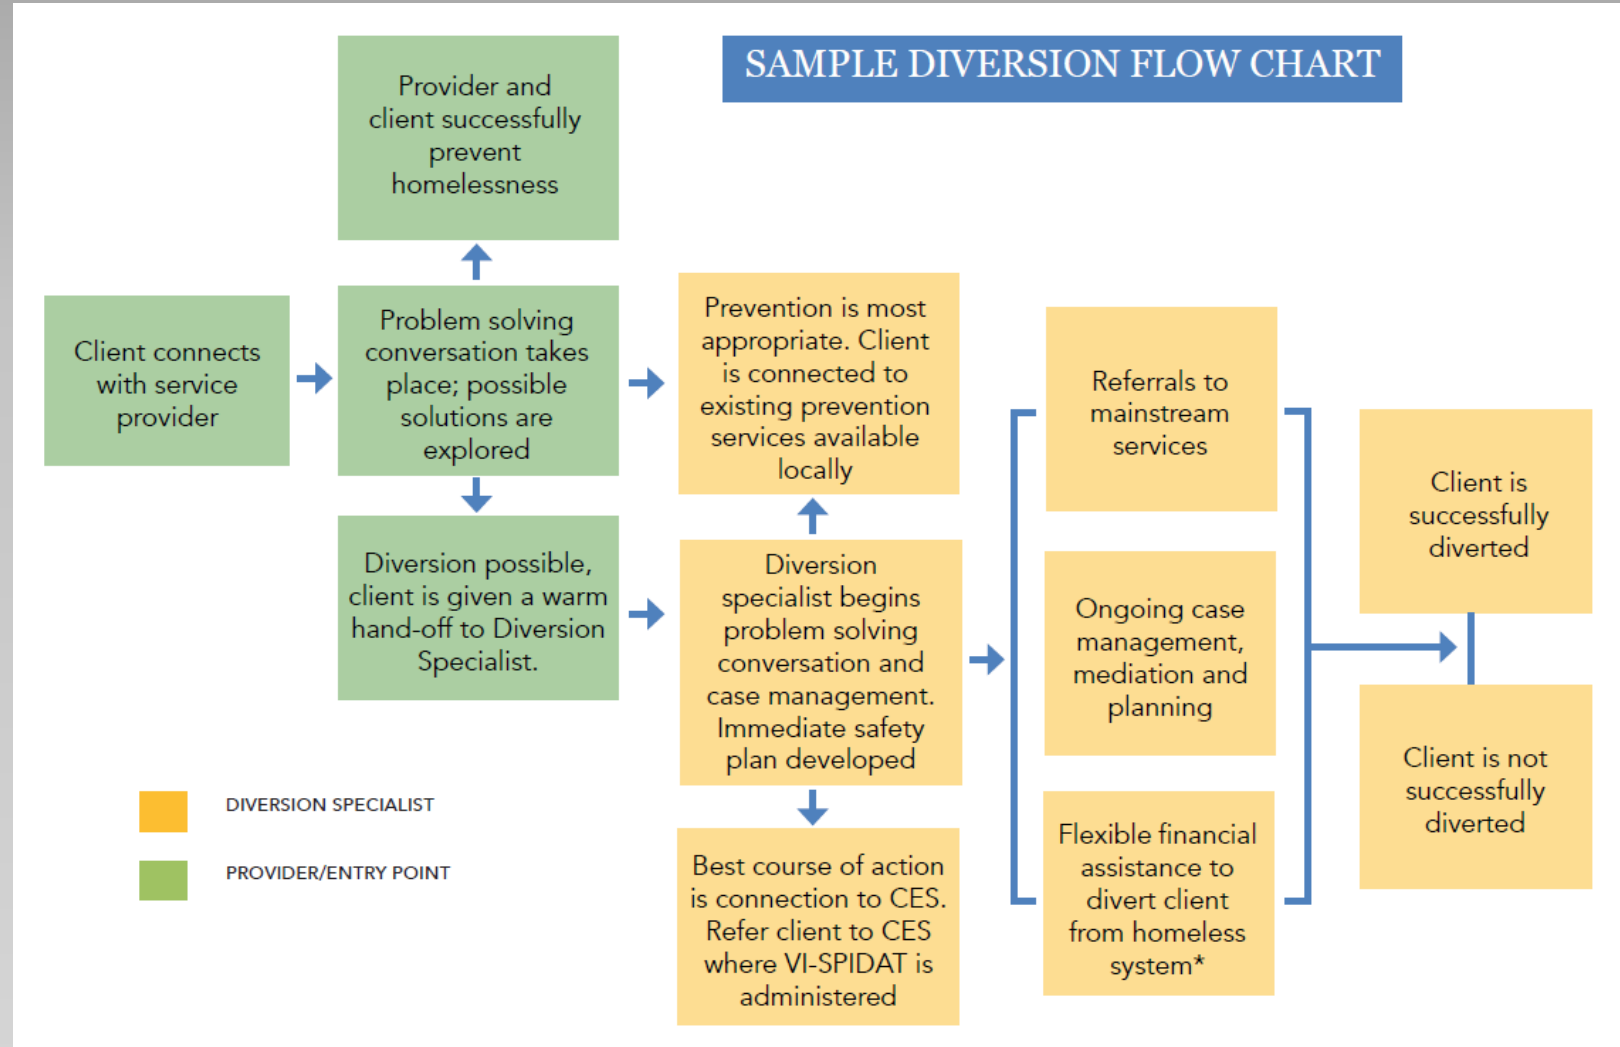 SAMPLE DIVERSION FLOW CHART
Provider and
client successfully
prevent
homelessness
Client connects
with service
provider
Problem solving
conversation takes
place; possible
solutions are
explored
Prevention is most
appropriate. Client
is connected to
existing prevention
services available
locally
Diversion possible,
client is given a warm
hand-off to Diversion
Specialist.
Diversion
specialist begins
problem solving
conversation and
case management.
Immediate safety
plan developed
Best course of action
is connection to CES.
Refer client to CES
where VI-SPIDAT is
administered
Referrals to
mainstream
services
Ongoing case
management,
mediation and
planning
Flexible financial
assistance to
divert client
from homeless
system*
Client is
successfully
diverted
Client is not
successfully
diverted
DIVERSION SPECIALIST
PROVIDER/ENTRY POINT